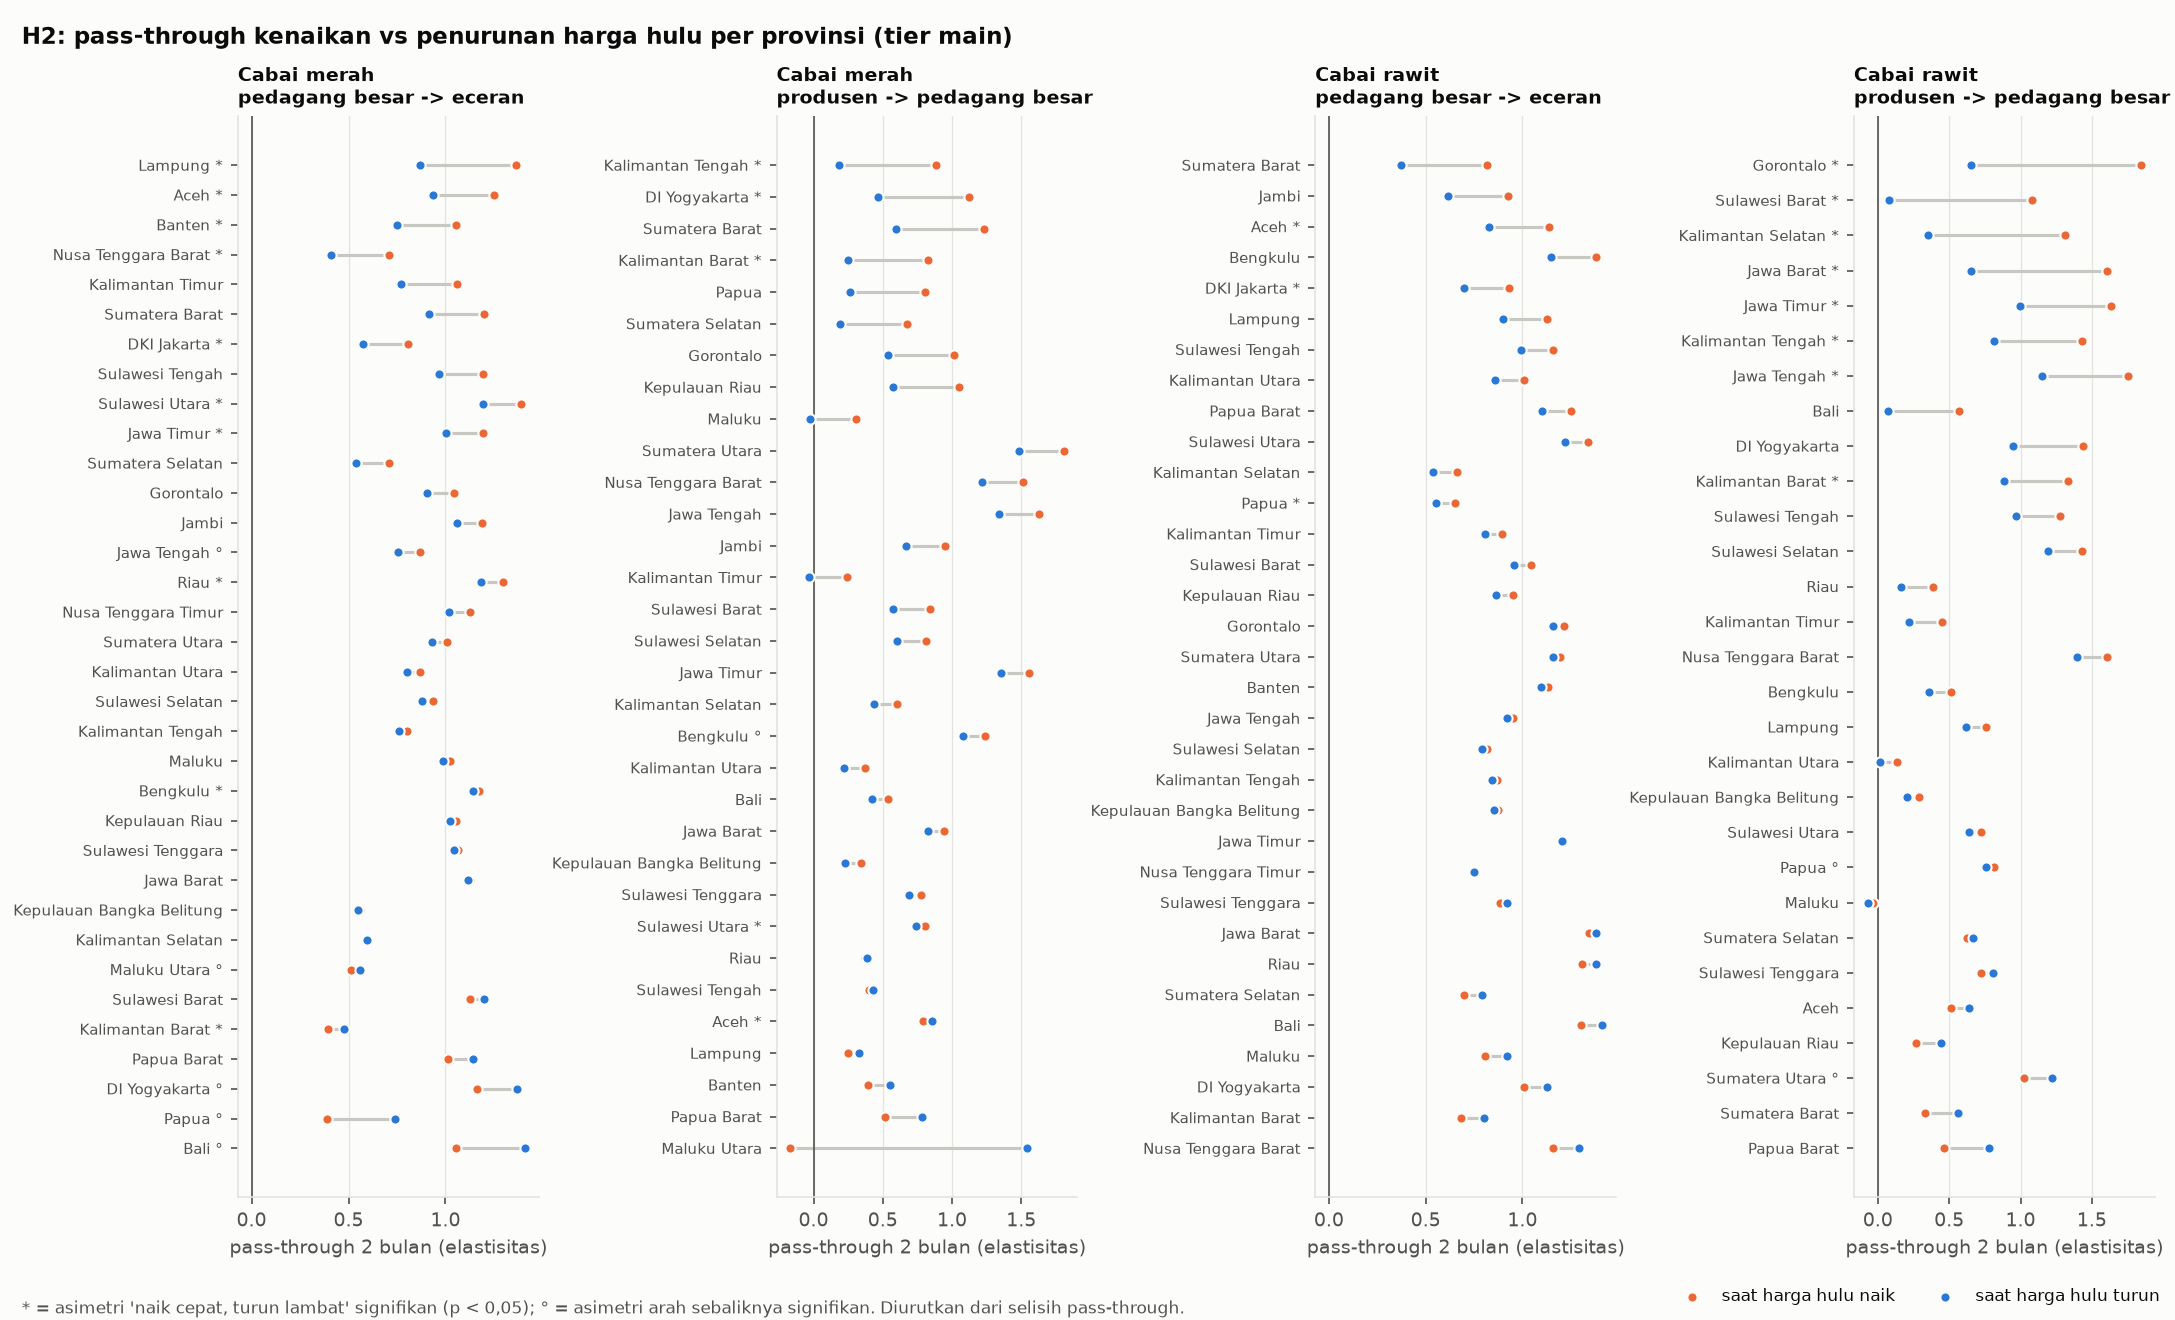 H2: pass-through kenaikan vs penurunan harga hulu per provinsi (tier main)
Cabai merah
pedagang besar -> eceran
Lampung *
Aceh *
Banten *
Nusa Tenggara Barat *
Kalimantan Timur
Sumatera Barat
DKI Jakarta *
Sulawesi Tengah
Sulawesi Utara *
Jawa Timur *
Sumatera Selatan
Gorontalo
Jambi
Jawa Tengah °
Riau *
Nusa Tenggara Timur
Sumatera Utara
Kalimantan Utara
Sulawesi Selatan
Kalimantan Tengah
Maluku
Bengkulu *
Kepulauan Riau
Sulawesi Tenggara
Jawa Barat
Kepulauan Bangka Belitung
Kalimantan Selatan
Maluku Utara °
Sulawesi Barat
Kalimantan Barat *
Papua Barat
DI Yogyakarta °
Papua °
Bali °
0.0 0.5 1.0
pass-through 2 bulan (elastisitas)
Cabai merah
produsen -> pedagang besar
Kalimantan Tengah *
DI Yogyakarta *
Sumatera Barat
Kalimantan Barat *
Papua
Sumatera Selatan
Gorontalo
Kepulauan Riau
Maluku
Sumatera Utara
Nusa Tenggara Barat
Jawa Tengah
Jambi
Kalimantan Timur
Sulawesi Barat
Sulawesi Selatan
Jawa Timur
Kalimantan Selatan
Bengkulu °
Kalimantan Utara
Bali
Jawa Barat
Kepulauan Bangka Belitung
Sulawesi Tenggara
Sulawesi Utara *
Riau
Sulawesi Tengah
Aceh *
Lampung
Banten
Papua Barat
Maluku Utara
0.0 0.5 1.0 1.5
pass-through 2 bulan (elastisitas)
Cabai rawit
pedagang besar -> eceran
Sumatera Barat
Jambi
Aceh *
Bengkulu
DKI Jakarta *
Lampung
Sulawesi Tengah
Kalimantan Utara
Papua Barat
Sulawesi Utara
Kalimantan Selatan
Papua *
Kalimantan Timur
Sulawesi Barat
Kepulauan Riau
Gorontalo
Sumatera Utara
Banten
Jawa Tengah
Sulawesi Selatan
Kalimantan Tengah
Kepulauan Bangka Belitung
Jawa Timur
Nusa Tenggara Timur
Sulawesi Tenggara
Jawa Barat
Riau
Sumatera Selatan
Bali
Maluku
DI Yogyakarta
Kalimantan Barat
Nusa Tenggara Barat
0.0 0.5 1.0
pass-through 2 bulan (elastisitas)
Cabai rawit
produsen -> pedagang besar
Gorontalo *
Sulawesi Barat *
Kalimantan Selatan *
Jawa Barat *
Jawa Timur *
Kalimantan Tengah *
Jawa Tengah *
Bali
DI Yogyakarta
Kalimantan Barat *
Sulawesi Tengah
Sulawesi Selatan
Riau
Kalimantan Timur
Nusa Tenggara Barat
Bengkulu
Lampung
Kalimantan Utara
Kepulauan Bangka Belitung
Sulawesi Utara
Papua °
Maluku
Sumatera Selatan
Sulawesi Tenggara
Aceh
Kepulauan Riau
Sumatera Utara °
Sumatera Barat
Papua Barat
0.0 0.5 1.0 1.5
pass-through 2 bulan (elastisitas)
saat harga hulu naik
saat harga hulu turun
* = asimetri 'naik cepat, turun lambat' signifikan (p < 0,05); ° = asimetri arah sebaliknya signifikan. Diurutkan dari selisih pass-through.